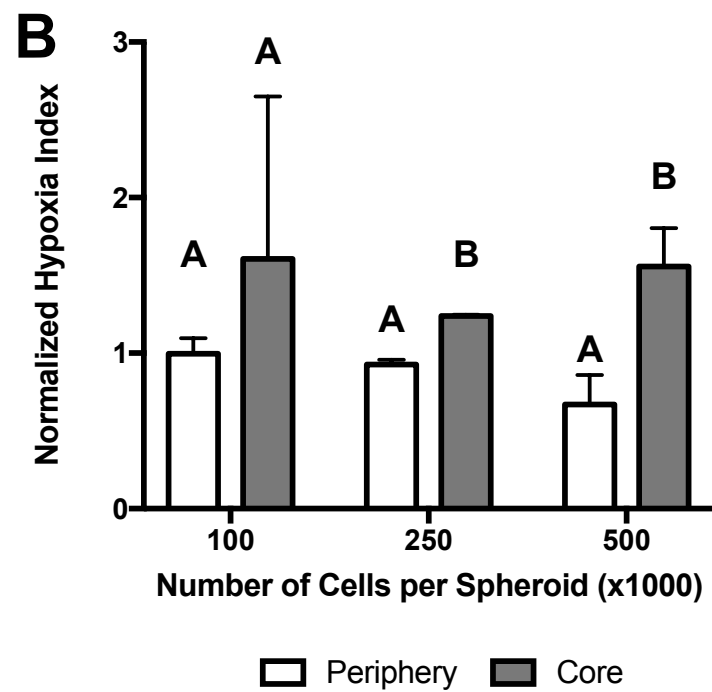 B
Normalized Hypoxia Index
3
2
1
0
A
A
A
B
A
B
100
250
500
Number of Cells per Spheroid (x1000)
Periphery
Core